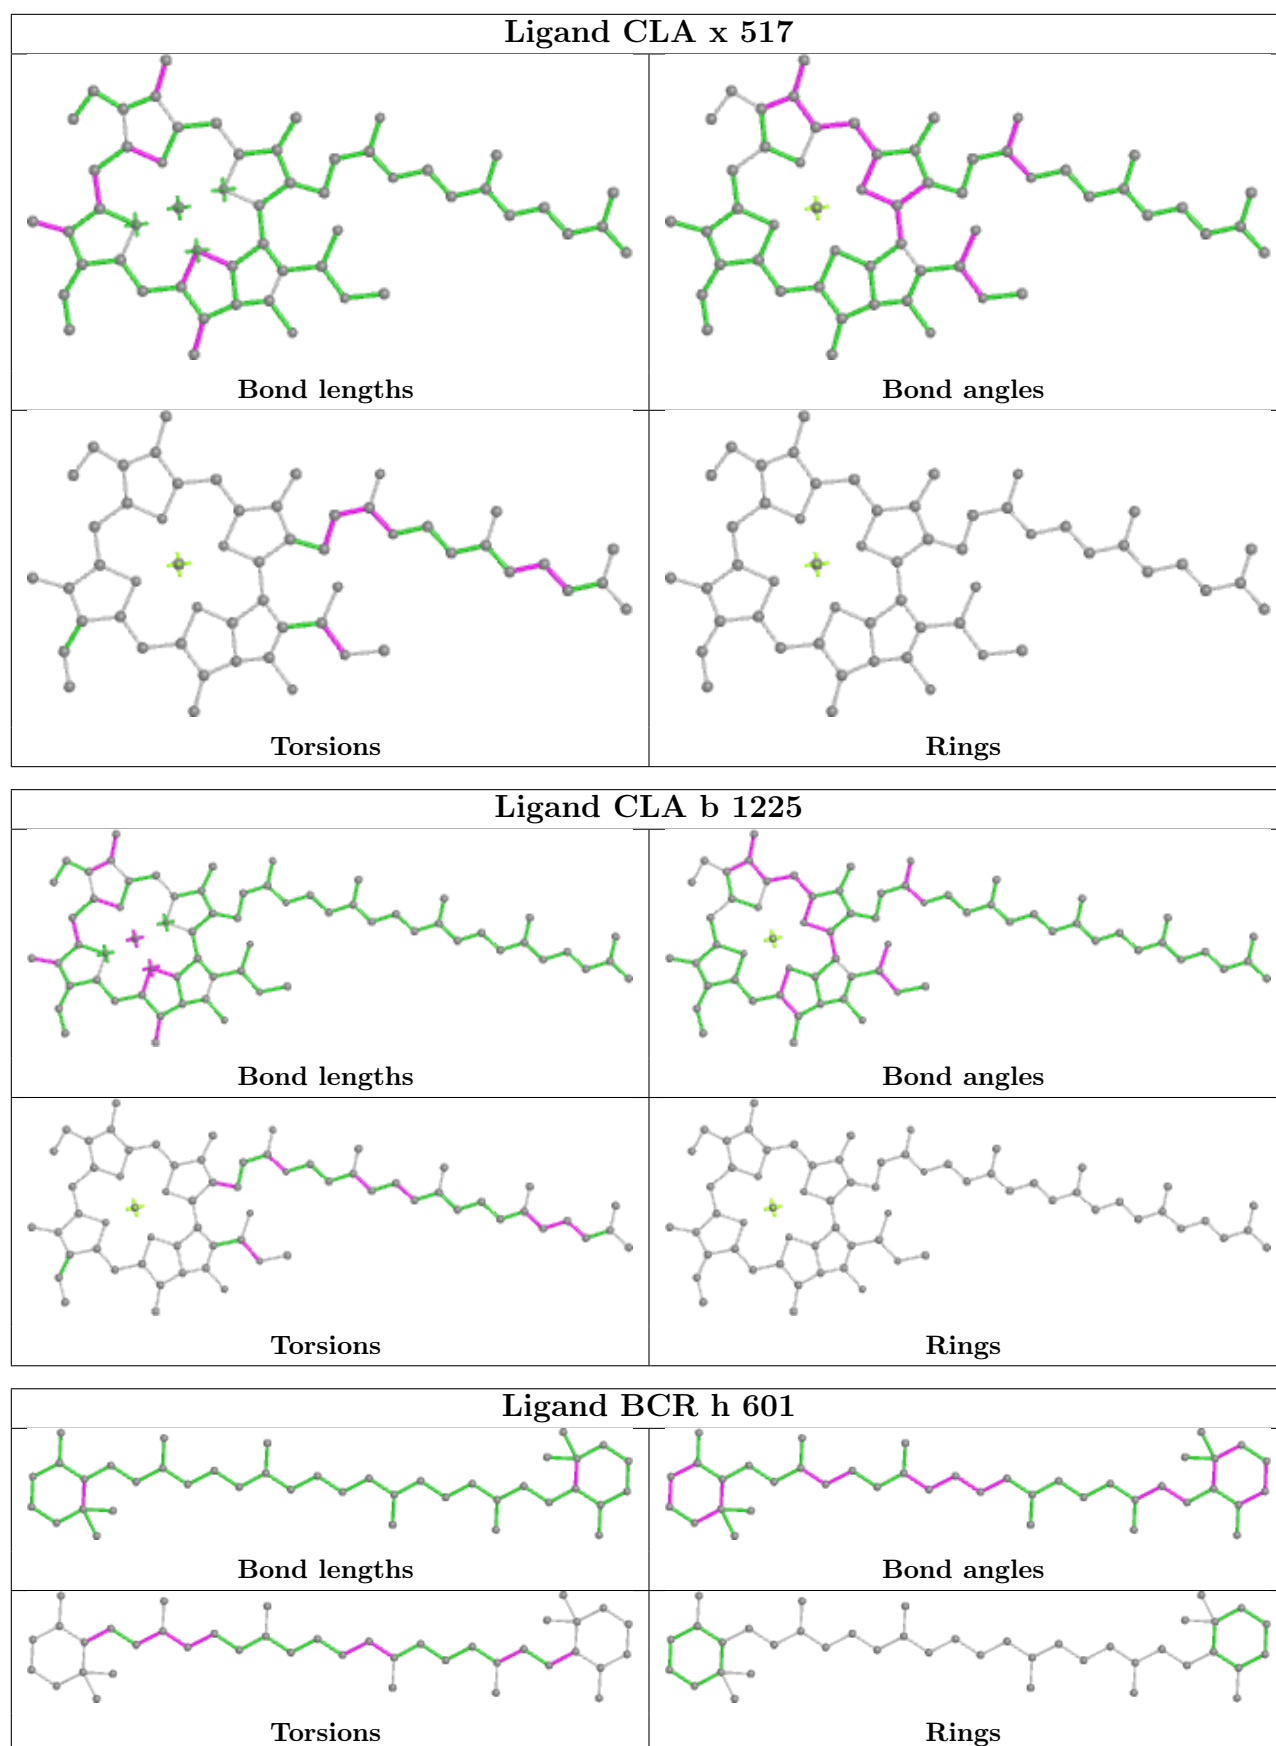 Ligand CLA x 517
Bond lengths
Bond angles
Torsions
Rings
Ligand CLA b 1225
Bond lengths
Bond angles
Torsions
Rings
Ligand BCR h 601
Bond lengths
Bond angles
Torsions
Rings